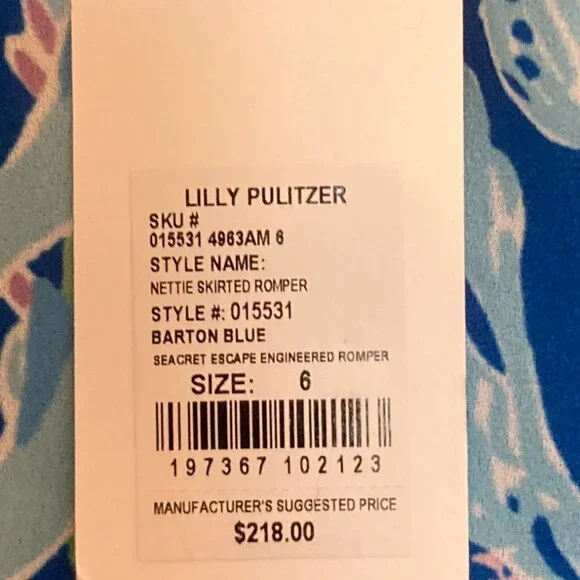 LILLY PULITZER
SKU #
015531 4963AM 6
STYLE NAME:
NETTIE SKIRTED ROMPER
STYLE #: 015531
BARTON BLUE
SEACRET ESCAPE ENGINEERED ROMPER
SIZE: 6
197367 102123
MANUFACTURER'S SUGGESTED PRICE
$218.00